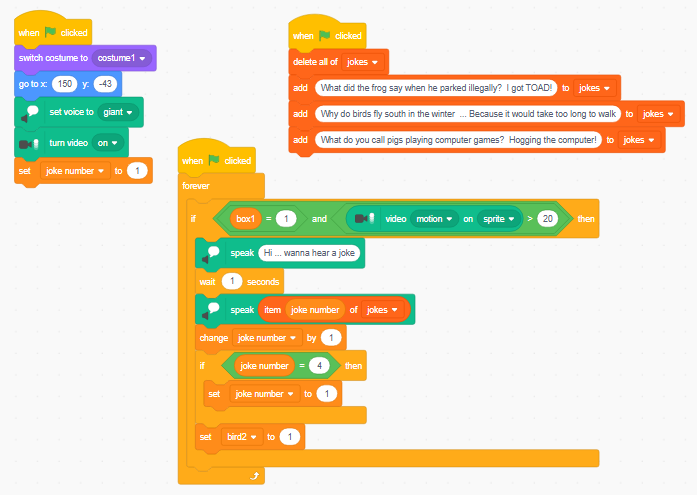 when clicked
switch costume to costume1
go to x: 150 y: -43
set voice to giant
turn video on
set joke number to 1
when clicked
delete all of jokes
add What did the frog say when he parked illegally? I got TOAD! to jokes
add Why do birds fly south in the winter ... Because it would take too long to walk to jokes
add What do you call pigs playing computer games? Hogging the computer! to jokes
when clicked
forever
if box1 = 1 and video motion on sprite > 20 then
speak Hi ... wanna hear a joke
wait 1 seconds
speak item joke number of jokes
change joke number by 1
if joke number = 4 then
set joke number to 1
set bird2 to 1